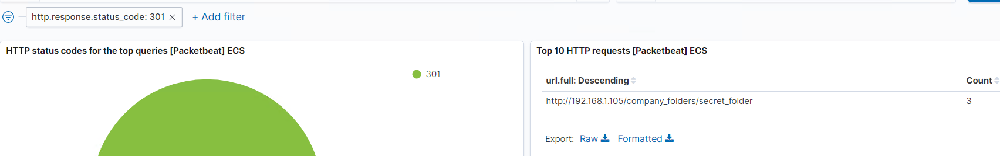 http.response.status_code: 301 ×
+ Add filter
HTTP status codes for the top queries [Packetbeat] ECS
301
Top 10 HTTP requests [Packetbeat] ECS
url.full: Descending Count
http://192.168.1.105/company_folders/secret_folder 3
Export: Raw Formatted